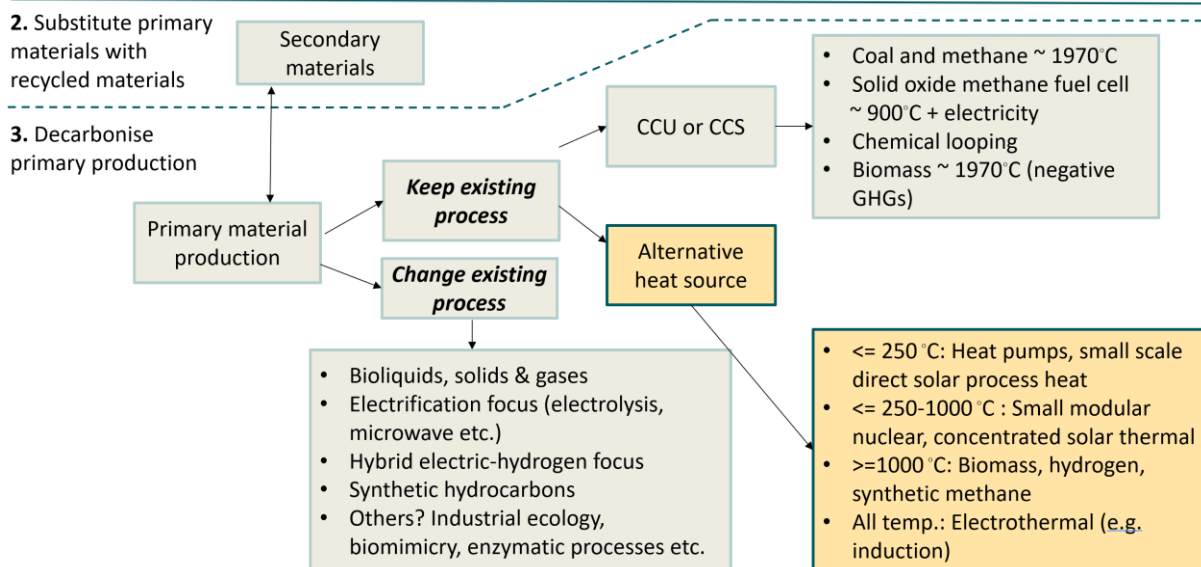 2. Substitute primary
materials with
recycled materials
Secondary
materials
3. Decarbonise
primary production
Primary material
production
Keep existing
process
Change existing
process
CCU or CCS
• Coal and methane ~ 1970°C
• Solid oxide methane fuel cell
~ 900°C + electricity
• Chemical looping
• Biomass ~ 1970°C (negative
GHGs)
Alternative
heat source
• Bioliquids, solids & gases
• Electrification focus (electrolysis,
microwave etc.)
• Hybrid electric-hydrogen focus
• Synthetic hydrocarbons
• Others? Industrial ecology,
biomimicry, enzymatic processes etc.
• <= 250 °C: Heat pumps, small scale
direct solar process heat
• <= 250-1000 °C : Small modular
nuclear, concentrated solar thermal
• >=1000 °C: Biomass, hydrogen,
synthetic methane
• All temp.: Electrothermal (e.g.
induction)